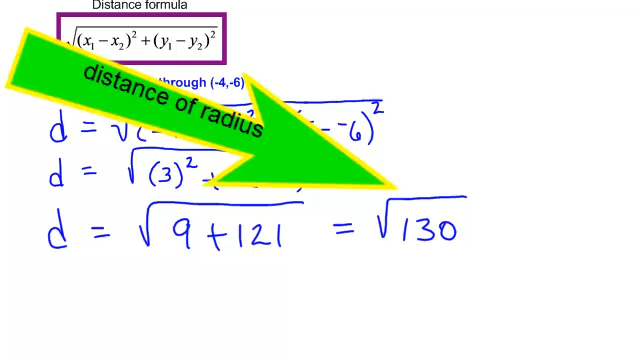 Distance formula
√(x₁ − x₂)² + (y₁ − y₂)²
through (-4,-6)
distance of radius
d = √( − −6)²
d = √(3)² +
d = √9 + 121 = √130